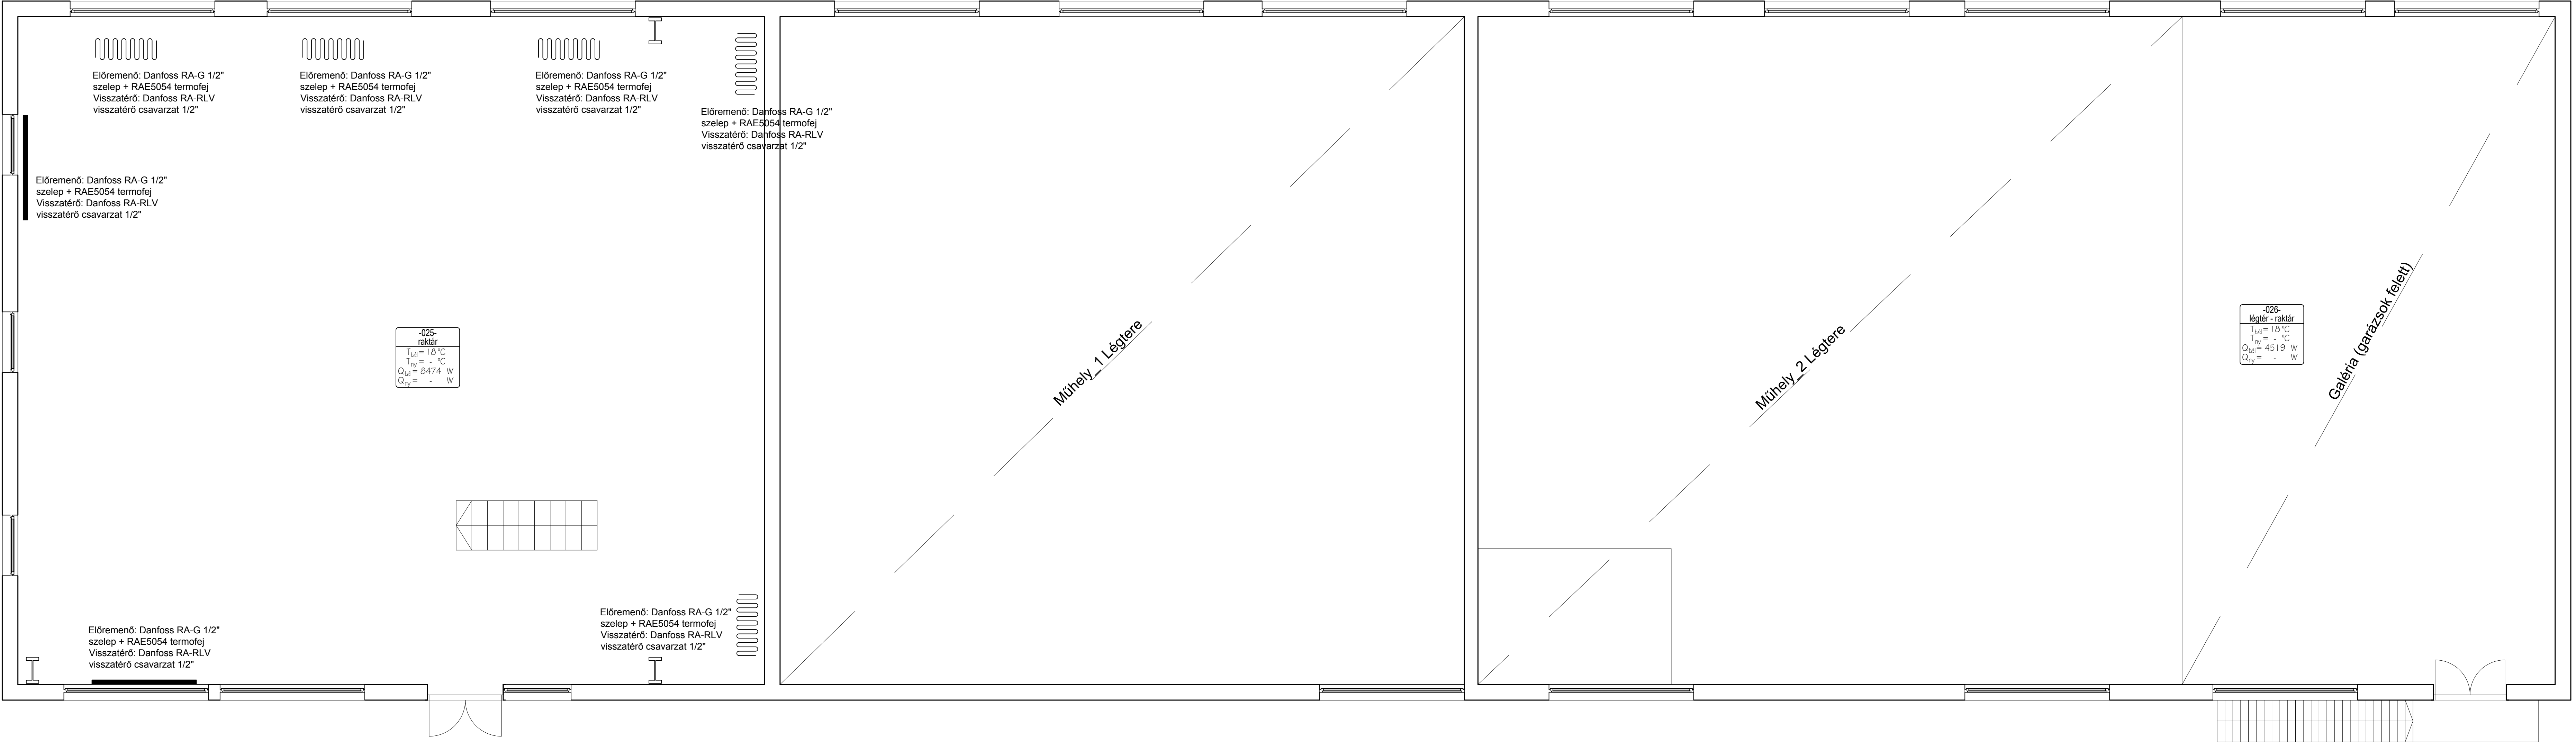 Előremenő: Danfoss RA-G 1/2"
szelep + RAE5054 termofej
Visszatérő: Danfoss RA-RLV
visszatérő csavarzat 1/2"
Előremenő: Danfoss RA-G 1/2"
szelep + RAE5054 termofej
Visszatérő: Danfoss RA-RLV
visszatérő csavarzat 1/2"
Előremenő: Danfoss RA-G 1/2"
szelep + RAE5054 termofej
Visszatérő: Danfoss RA-RLV
visszatérő csavarzat 1/2"
Előremenő: Danfoss RA-G 1/2"
szelep + RAE5054 termofej
Visszatérő: Danfoss RA-RLV
visszatérő csavarzat 1/2"
Előremenő: Danfoss RA-G 1/2"
szelep + RAE5054 termofej
Visszatérő: Danfoss RA-RLV
visszatérő csavarzat 1/2"
-025-
raktár
Ttél= 18 °C
Tny = - °C
Qtél= 8474 W
Qny = - W
Műhely_1 Légtere
Műhely_2 Légtere
-026-
légtér - raktár
Ttél= 18 °C
Tny = - °C
Qtél= 4519 W
Qny = - W
Galéria (garázsok felett)
Előremenő: Danfoss RA-G 1/2"
szelep + RAE5054 termofej
Visszatérő: Danfoss RA-RLV
visszatérő csavarzat 1/2"
Előremenő: Danfoss RA-G 1/2"
szelep + RAE5054 termofej
Visszatérő: Danfoss RA-RLV
visszatérő csavarzat 1/2"